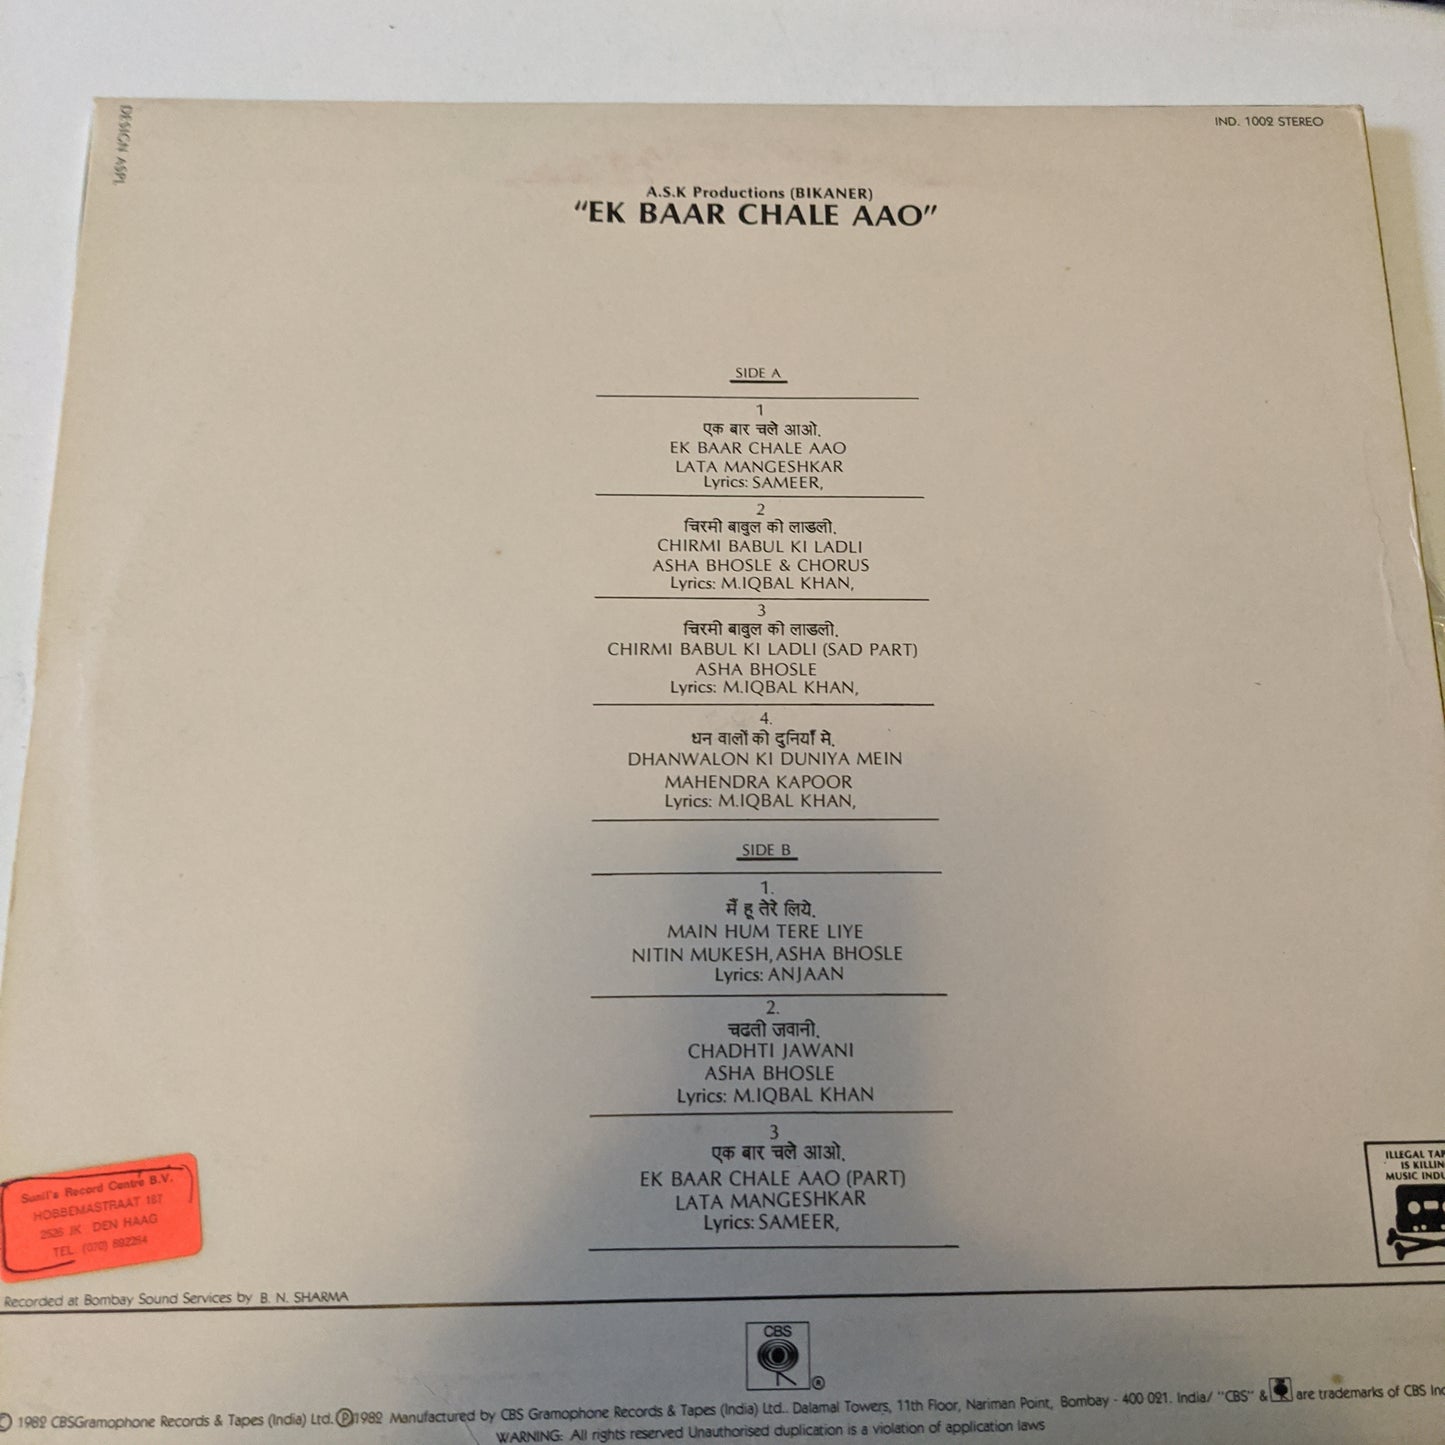 DESIGN ASPL
IND. 1002 STEREO
A.S.K Productions (BIKANER)
"EK BAAR CHALE AAO"
SIDE A
1
एक बार चले आओ.
EK BAAR CHALE AAO
LATA MANGESHKAR
Lyrics: SAMEER,
2
चिरमी बाबुल की लाडली.
CHIRMI BABUL KI LADLI
ASHA BHOSLE & CHORUS
Lyrics: M.IQBAL KHAN,
3
चिरमी बाबुल की लाडली.
CHIRMI BABUL KI LADLI (SAD PART)
ASHA BHOSLE
Lyrics: M.IQBAL KHAN,
4.
धन वालों की दुनियाँ मे.
DHANWALON KI DUNIYA MEIN
MAHENDRA KAPOOR
Lyrics: M.IQBAL KHAN,
SIDE B
1.
मैं हू तेरे लिये.
MAIN HUM TERE LIYE
NITIN MUKESH, ASHA BHOSLE
Lyrics: ANJAAN
2.
चढती जवानी.
CHADHTI JAWANI
ASHA BHOSLE
Lyrics: M.IQBAL KHAN
3
एक बार चले आओ.
EK BAAR CHALE AAO (PART)
LATA MANGESHKAR
Lyrics: SAMEER,
Sunil's Record Centre B.V.
HOBBEMASTRAAT 187
2526 JK DEN HAAG
TEL. (070) 892264
ILLEGAL
IS
MUSIC
Recorded at Bombay Sound Services by B. N. SHARMA
CBS
®
© 1982 CBS Gramophone Records & Tapes (India) Ltd. ℗1982 Manufactured by CBS Gramophone Records & Tapes (India) Ltd.. Dalamal Towers, 11th Floor, Nariman Point, Bombay - 400 021. India/ "CBS" & are trademarks of CBS Inc
WARNING: All rights reserved Unauthorised duplication is a violation of application laws